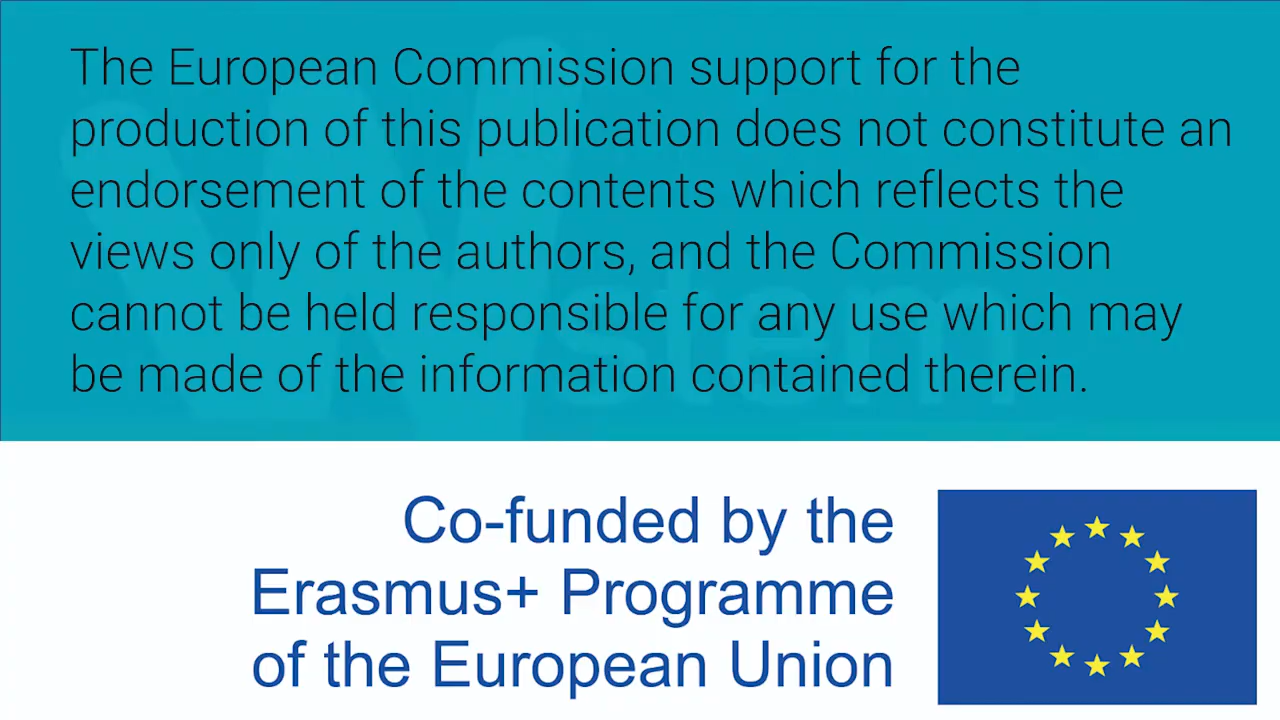 The European Commission support for the
production of this publication does not constitute an
endorsement of the contents which reflects the
views only of the authors, and the Commission
cannot be held responsible for any use which may
be made of the information contained therein.
Co-funded by the
Erasmus+ Programme
of the European Union